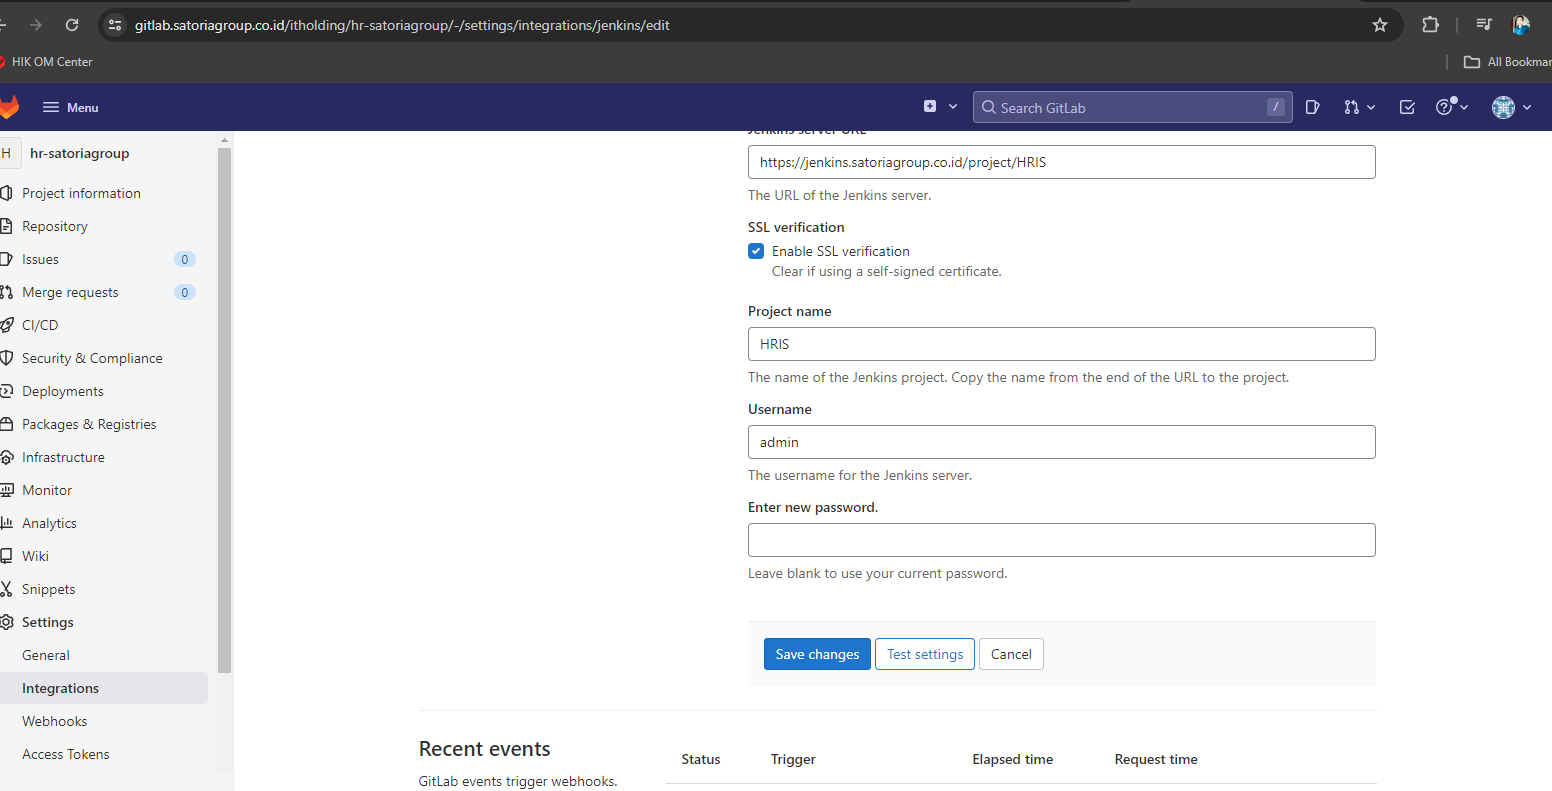 gitlab.satoriagroup.co.id/itholding/hr-satoriagroup/-/settings/integrations/jenkins/edit
HIK OM Center
All Bookmar
Menu
Search GitLab
/
H
hr-satoriagroup
Project information
Repository
Issues
0
Merge requests
0
CI/CD
Security & Compliance
Deployments
Packages & Registries
Infrastructure
Monitor
Analytics
Wiki
Snippets
Settings
General
Integrations
Webhooks
Access Tokens
Jenkins server URL
https://jenkins.satoriagroup.co.id/project/HRIS
The URL of the Jenkins server.
SSL verification
Enable SSL verification
Clear if using a self-signed certificate.
Project name
HRIS
The name of the Jenkins project. Copy the name from the end of the URL to the project.
Username
admin
The username for the Jenkins server.
Enter new password.
Leave blank to use your current password.
Save changes
Test settings
Cancel
Recent events
GitLab events trigger webhooks.
Status
Trigger
Elapsed time
Request time